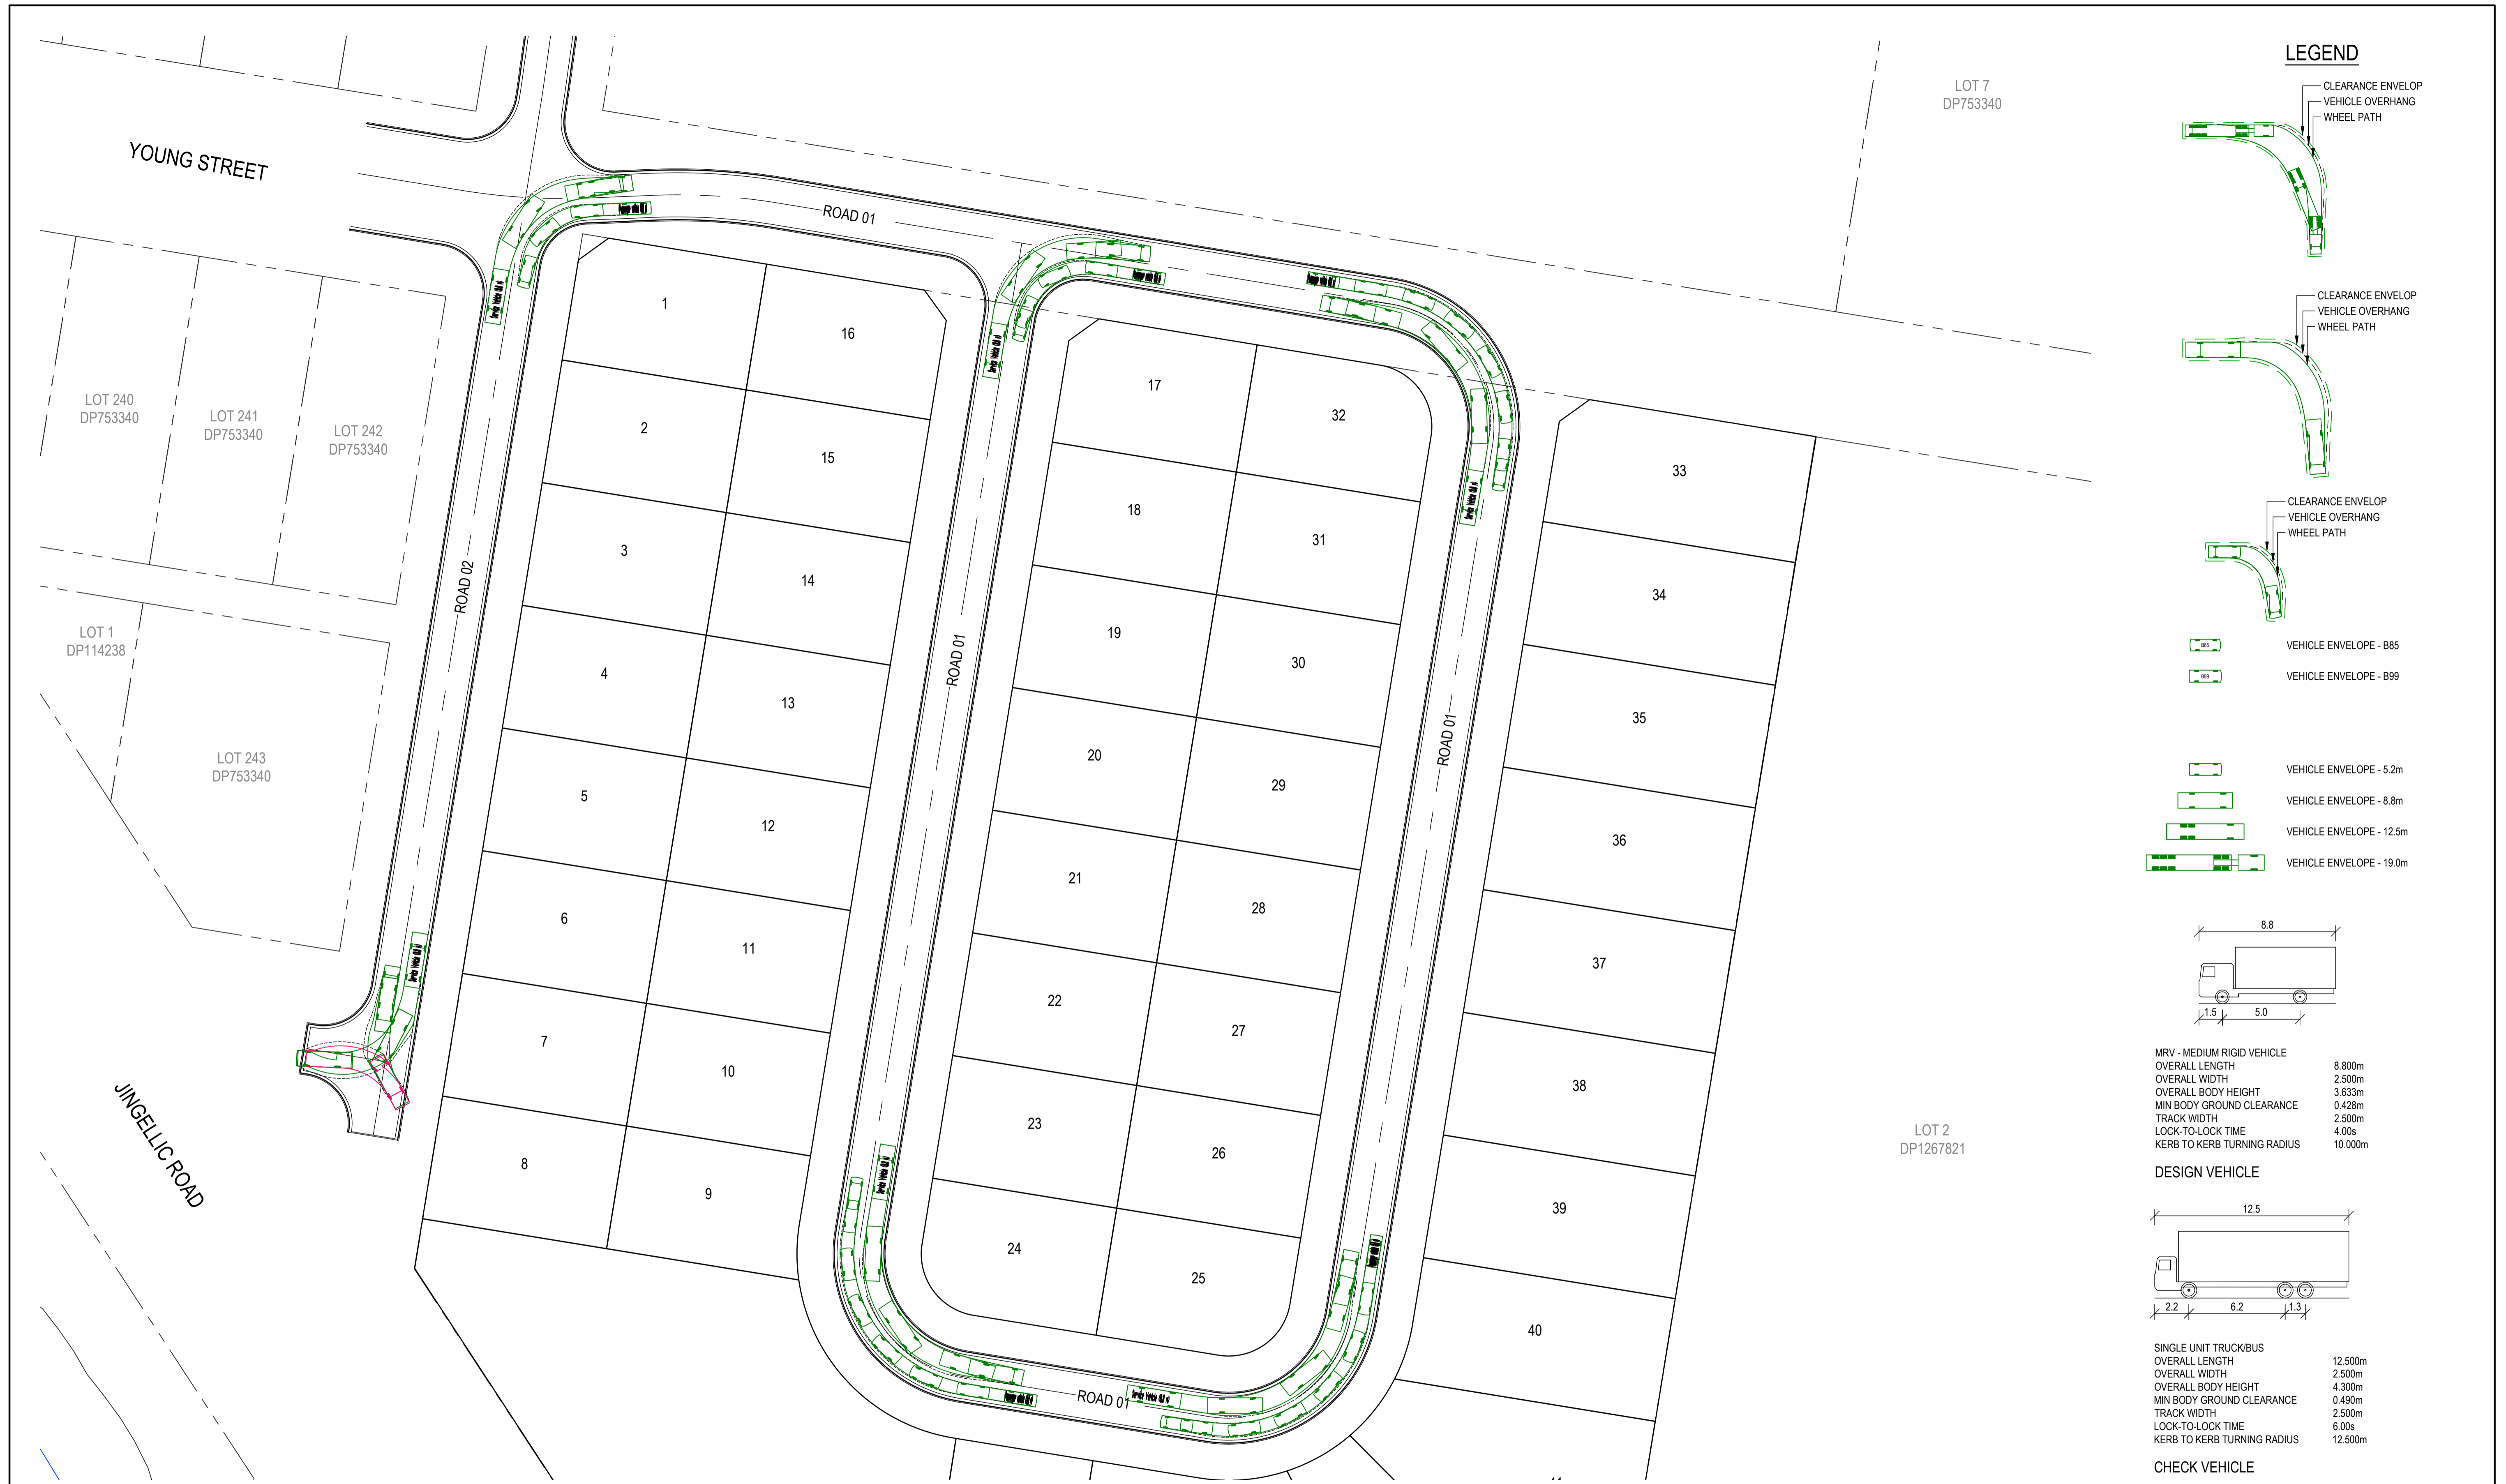 YOUNG STREET
LOT 7
DP753340
ROAD 01
1
16
2
15
3
14
4
13
5
12
6
11
7
10
8
9
17
32
18
31
19
30
20
29
21
28
22
27
23
26
24
25
33
34
35
36
37
38
39
40
LOT 240
DP753340
LOT 241
DP753340
LOT 242
DP753340
ROAD 02
LOT 1
DP114238
LOT 243
DP753340
ROAD 01
ROAD 01
ROAD 01
JINGELLIC ROAD
LOT 2
DP1267821
LEGEND
CLEARANCE ENVELOP
VEHICLE OVERHANG
WHEEL PATH
CLEARANCE ENVELOP
VEHICLE OVERHANG
WHEEL PATH
CLEARANCE ENVELOP
VEHICLE OVERHANG
WHEEL PATH
B85 VEHICLE ENVELOPE - B85
B99 VEHICLE ENVELOPE - B99
VEHICLE ENVELOPE - 5.2m
VEHICLE ENVELOPE - 8.8m
VEHICLE ENVELOPE - 12.5m
VEHICLE ENVELOPE - 19.0m
8.8
1.5 5.0
MRV - MEDIUM RIGID VEHICLE
OVERALL LENGTH 8.800m
OVERALL WIDTH 2.500m
OVERALL BODY HEIGHT 3.633m
MIN BODY GROUND CLEARANCE 0.428m
TRACK WIDTH 2.500m
LOCK-TO-LOCK TIME 4.00s
KERB TO KERB TURNING RADIUS 10.000m
DESIGN VEHICLE
12.5
2.2 6.2 1.3
SINGLE UNIT TRUCK/BUS
OVERALL LENGTH 12.500m
OVERALL WIDTH 2.500m
OVERALL BODY HEIGHT 4.300m
MIN BODY GROUND CLEARANCE 0.490m
TRACK WIDTH 2.500m
LOCK-TO-LOCK TIME 6.00s
KERB TO KERB TURNING RADIUS 12.500m
CHECK VEHICLE